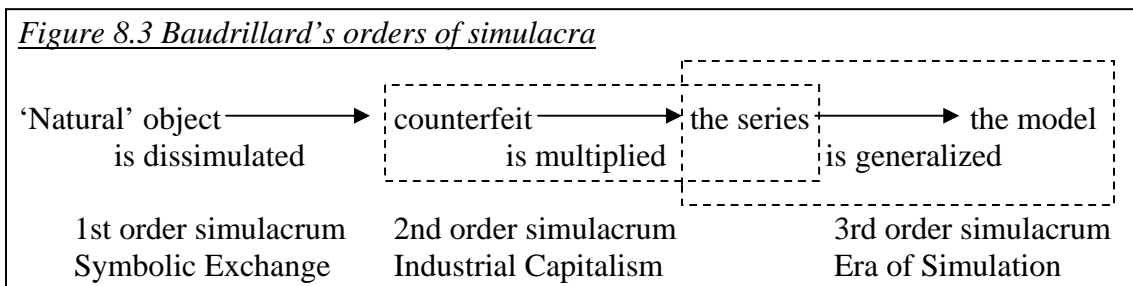 Figure 8.3 Baudrillard's orders of simulacra
‘Natural’ object counterfeit the series the model
is dissimulated is multiplied is generalized
1st order simulacrum 2nd order simulacrum 3rd order simulacrum
Symbolic Exchange Industrial Capitalism Era of Simulation